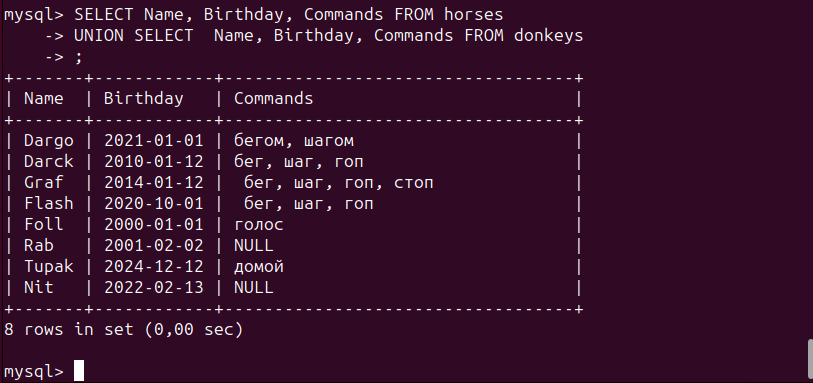 mysql> SELECT Name, Birthday, Commands FROM horses
    -> UNION SELECT  Name, Birthday, Commands FROM donkeys
    -> ;
+-------+------------+-----------------------------------+
| Name  | Birthday   | Commands                          |
+-------+------------+-----------------------------------+
| Dargo | 2021-01-01 | бегом, шагом                      |
| Darck | 2010-01-12 | бег, шаг, гоп                     |
| Graf  | 2014-01-12 |  бег, шаг, гоп, стоп              |
| Flash | 2020-10-01 |  бег, шаг, гоп                    |
| Foll  | 2000-01-01 | голос                             |
| Rab   | 2001-02-02 | NULL                              |
| Tupak | 2024-12-12 | домой                             |
| Nit   | 2022-02-13 | NULL                              |
+-------+------------+-----------------------------------+
8 rows in set (0,00 sec)
mysql>